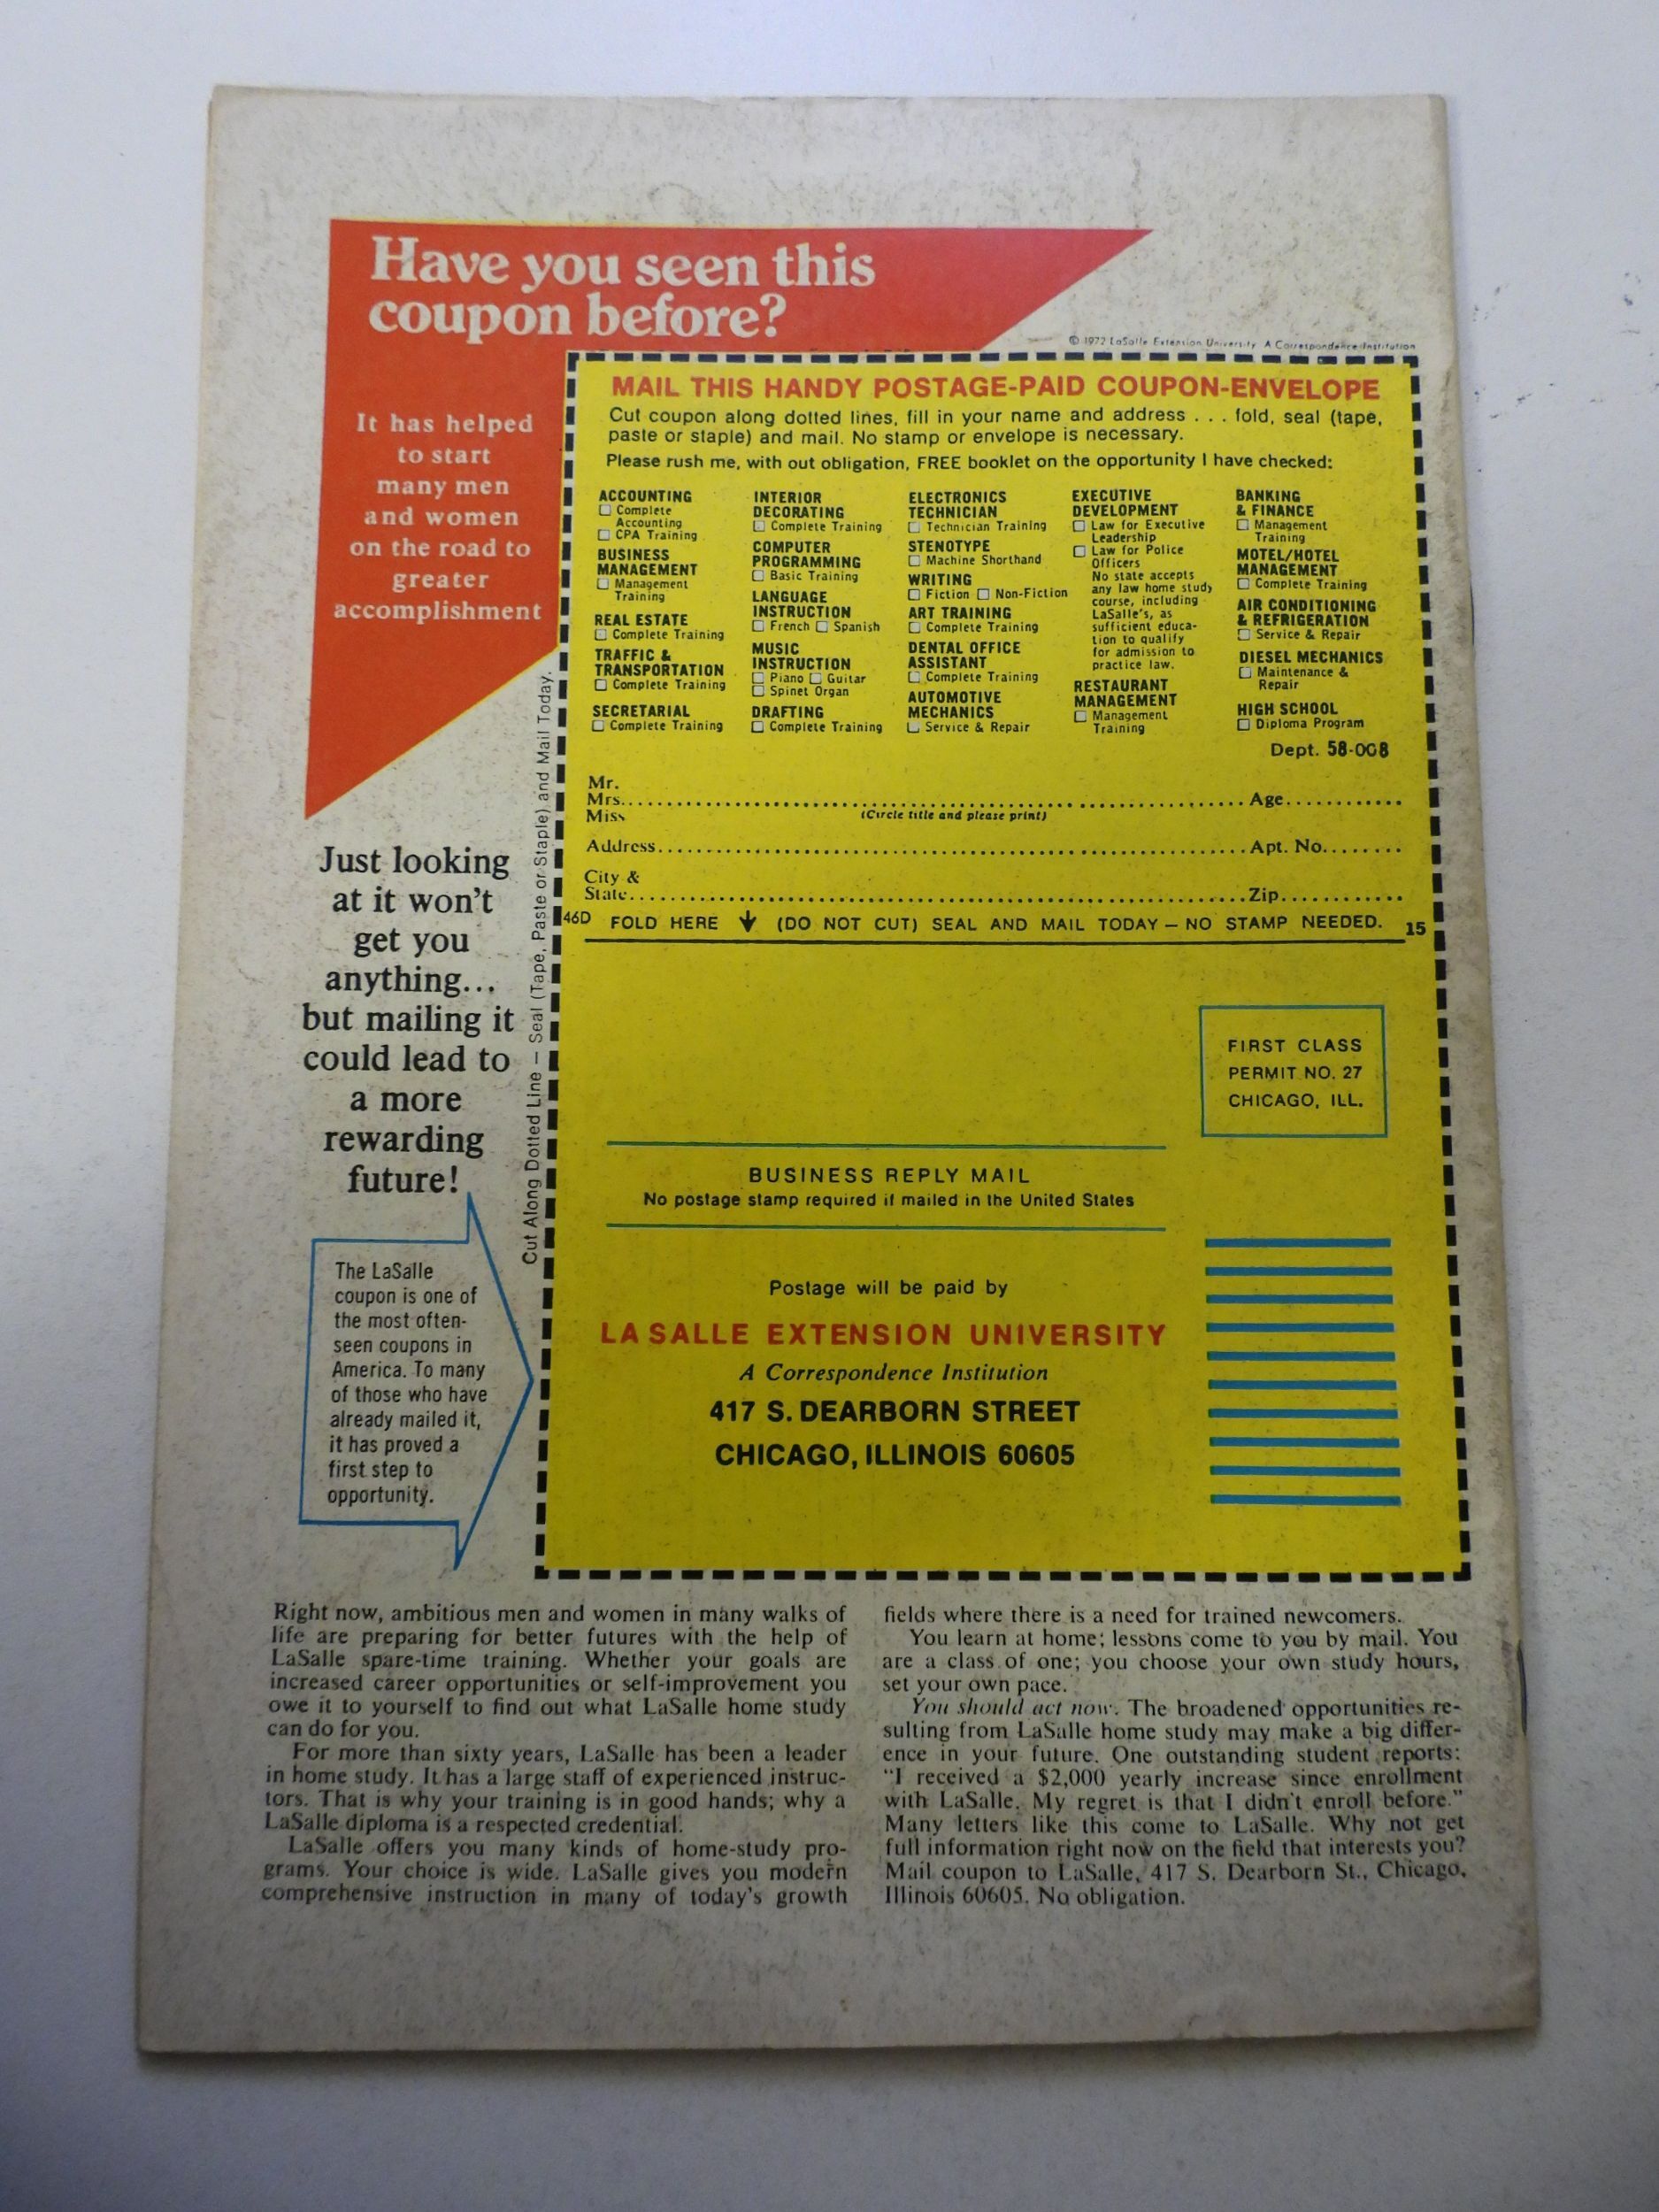 Have you seen this
coupon before?
© 1972 LaSalle Extension University A Correspondence Institution
It has helped
to start
many men
and women
on the road to
greater
accomplishment
MAIL THIS HANDY POSTAGE-PAID COUPON-ENVELOPE
Cut coupon along dotted lines, fill in your name and address . . . fold, seal (tape,
paste or staple) and mail. No stamp or envelope is necessary.
Please rush me, with out obligation, FREE booklet on the opportunity I have checked:
ACCOUNTING
Complete
Accounting
CPA Training
BUSINESS
MANAGEMENT
Management
Training
REAL ESTATE
Complete Training
TRAFFIC &
TRANSPORTATION
Complete Training
SECRETARIAL
Complete Training
INTERIOR
DECORATING
Complete Training
COMPUTER
PROGRAMMING
Basic Training
LANGUAGE
INSTRUCTION
French Spanish
MUSIC
INSTRUCTION
Piano Guitar
Spinet Organ
DRAFTING
Complete Training
ELECTRONICS
TECHNICIAN
Technician Training
STENOTYPE
Machine Shorthand
WRITING
Fiction Non-Fiction
ART TRAINING
Complete Training
DENTAL OFFICE
ASSISTANT
Complete Training
AUTOMOTIVE
MECHANICS
Service & Repair
EXECUTIVE
DEVELOPMENT
Law for Executive
Leadership
Law for Police
Officers
No state accepts
any law home study
course, including
LaSalle's, as
sufficient educa-
tion to qualify
for admission to
practice law.
RESTAURANT
MANAGEMENT
Management
Training
BANKING
& FINANCE
Management
Training
MOTEL/HOTEL
MANAGEMENT
Complete Training
AIR CONDITIONING
& REFRIGERATION
Service & Repair
DIESEL MECHANICS
Maintenance &
Repair
HIGH SCHOOL
Diploma Program
Dept. 58-008
Mr.
Mrs. Age
Miss (Circle title and please print)
Address Apt. No.
City &
State Zip
46D FOLD HERE ↓ (DO NOT CUT) SEAL AND MAIL TODAY – NO STAMP NEEDED. 15
Cut Along Dotted Line – Seal (Tape, Paste or Staple) and Mail Today.
Just looking
at it won't
get you
anything...
but mailing it
could lead to
a more
rewarding
future!
The LaSalle
coupon is one of
the most often-
seen coupons in
America. To many
of those who have
already mailed it,
it has proved a
first step to
opportunity.
FIRST CLASS
PERMIT NO. 27
CHICAGO, ILL.
BUSINESS REPLY MAIL
No postage stamp required if mailed in the United States
Postage will be paid by
LA SALLE EXTENSION UNIVERSITY
A Correspondence Institution
417 S. DEARBORN STREET
CHICAGO, ILLINOIS 60605
Right now, ambitious men and women in many walks of
life are preparing for better futures with the help of
LaSalle spare-time training. Whether your goals are
increased career opportunities or self-improvement you
owe it to yourself to find out what LaSalle home study
can do for you.
For more than sixty years, LaSalle has been a leader
in home study. It has a large staff of experienced instruc-
tors. That is why your training is in good hands; why a
LaSalle diploma is a respected credential.
LaSalle offers you many kinds of home-study pro-
grams. Your choice is wide. LaSalle gives you modern
comprehensive instruction in many of today's growth
fields where there is a need for trained newcomers.
You learn at home; lessons come to you by mail. You
are a class of one; you choose your own study hours,
set your own pace.
You should act now. The broadened opportunities re-
sulting from LaSalle home study may make a big differ-
ence in your future. One outstanding student reports:
"I received a $2,000 yearly increase since enrollment
with LaSalle. My regret is that I didn't enroll before."
Many letters like this come to LaSalle. Why not get
full information right now on the field that interests you?
Mail coupon to LaSalle, 417 S. Dearborn St., Chicago,
Illinois 60605. No obligation.